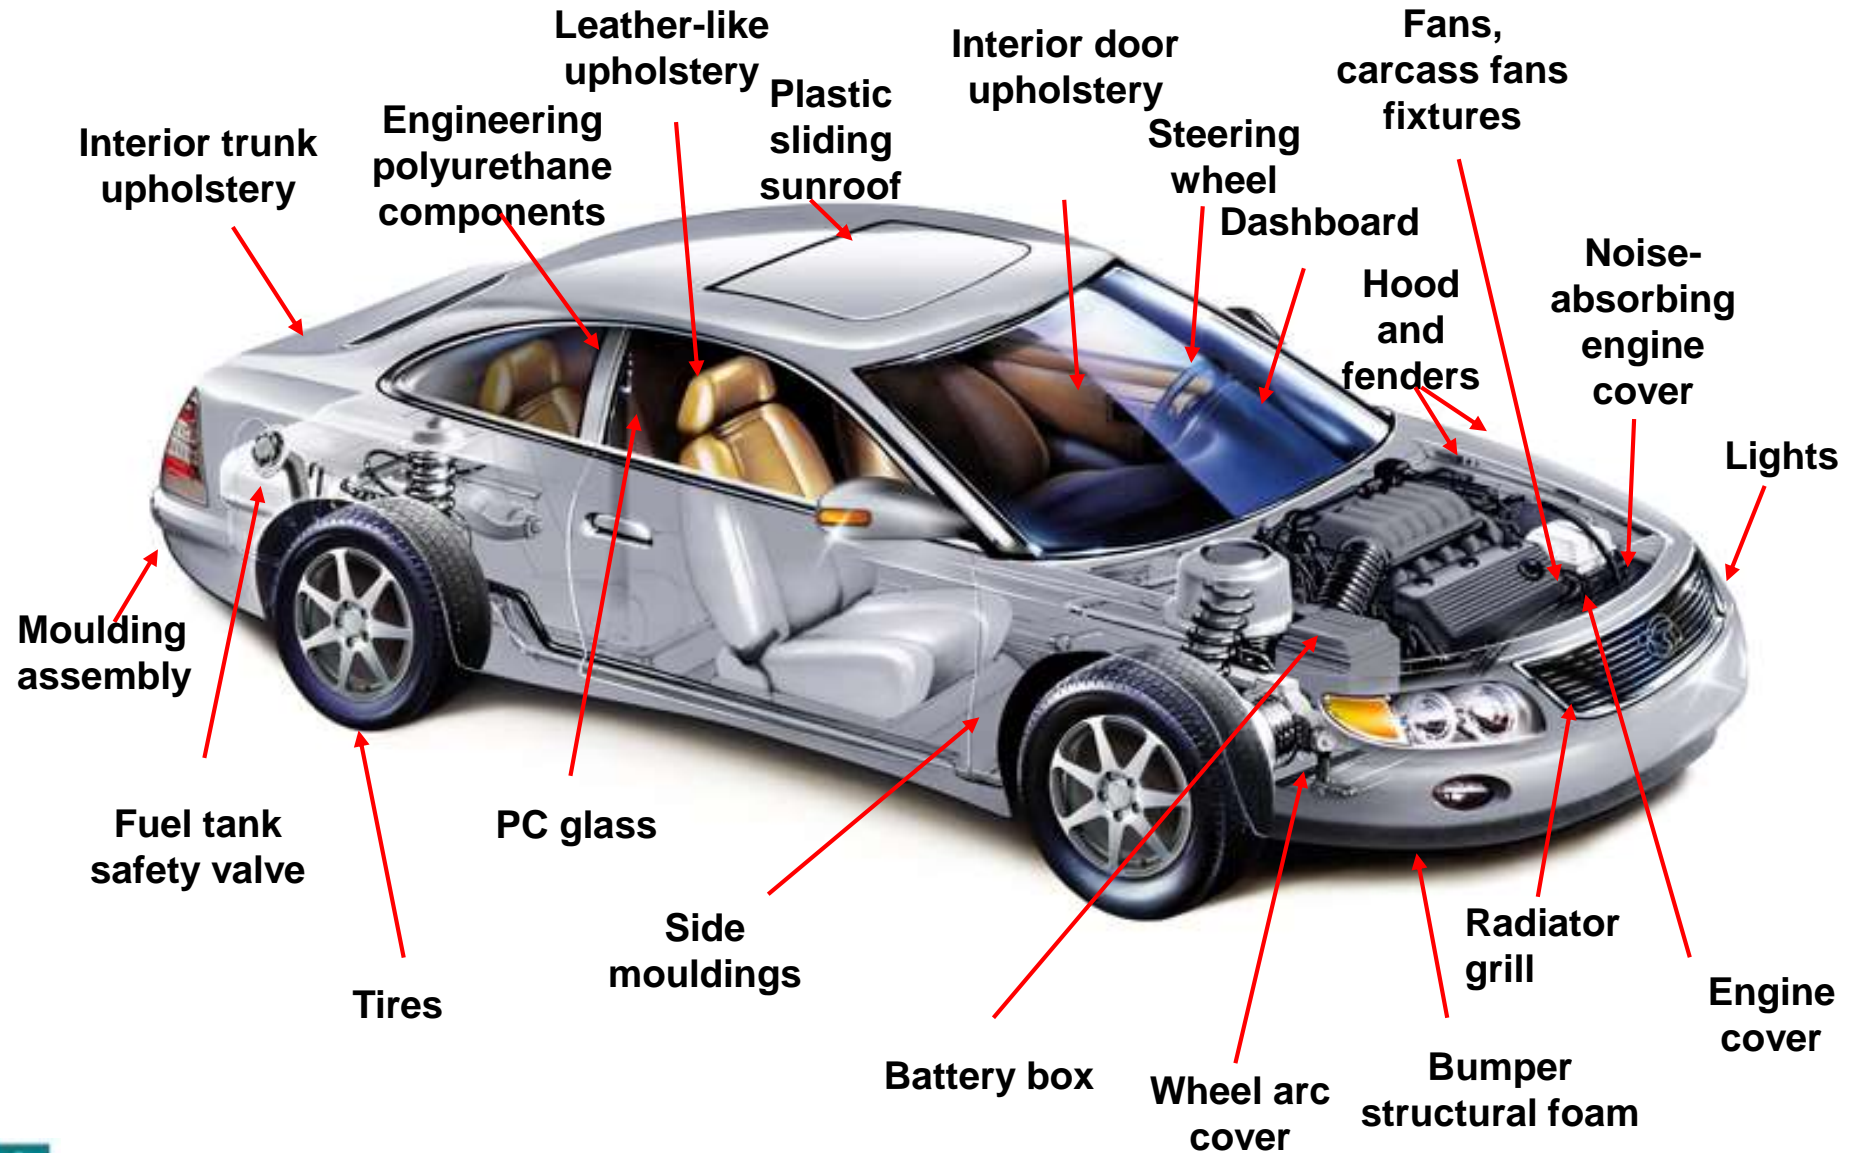 Leather-like
upholstery
Interior door
upholstery
Fans,
carcass fans
fixtures
Plastic
sliding
sunroof
Engineering
polyurethane
components
Interior trunk
upholstery
Steering
wheel
Dashboard
Hood
and
fenders
Noise-
absorbing
engine
cover
Lights
Moulding
assembly
Fuel tank
safety valve
PC glass
Tires
Side
mouldings
Battery box
Wheel arc
cover
Bumper
structural foam
Radiator
grill
Engine
cover